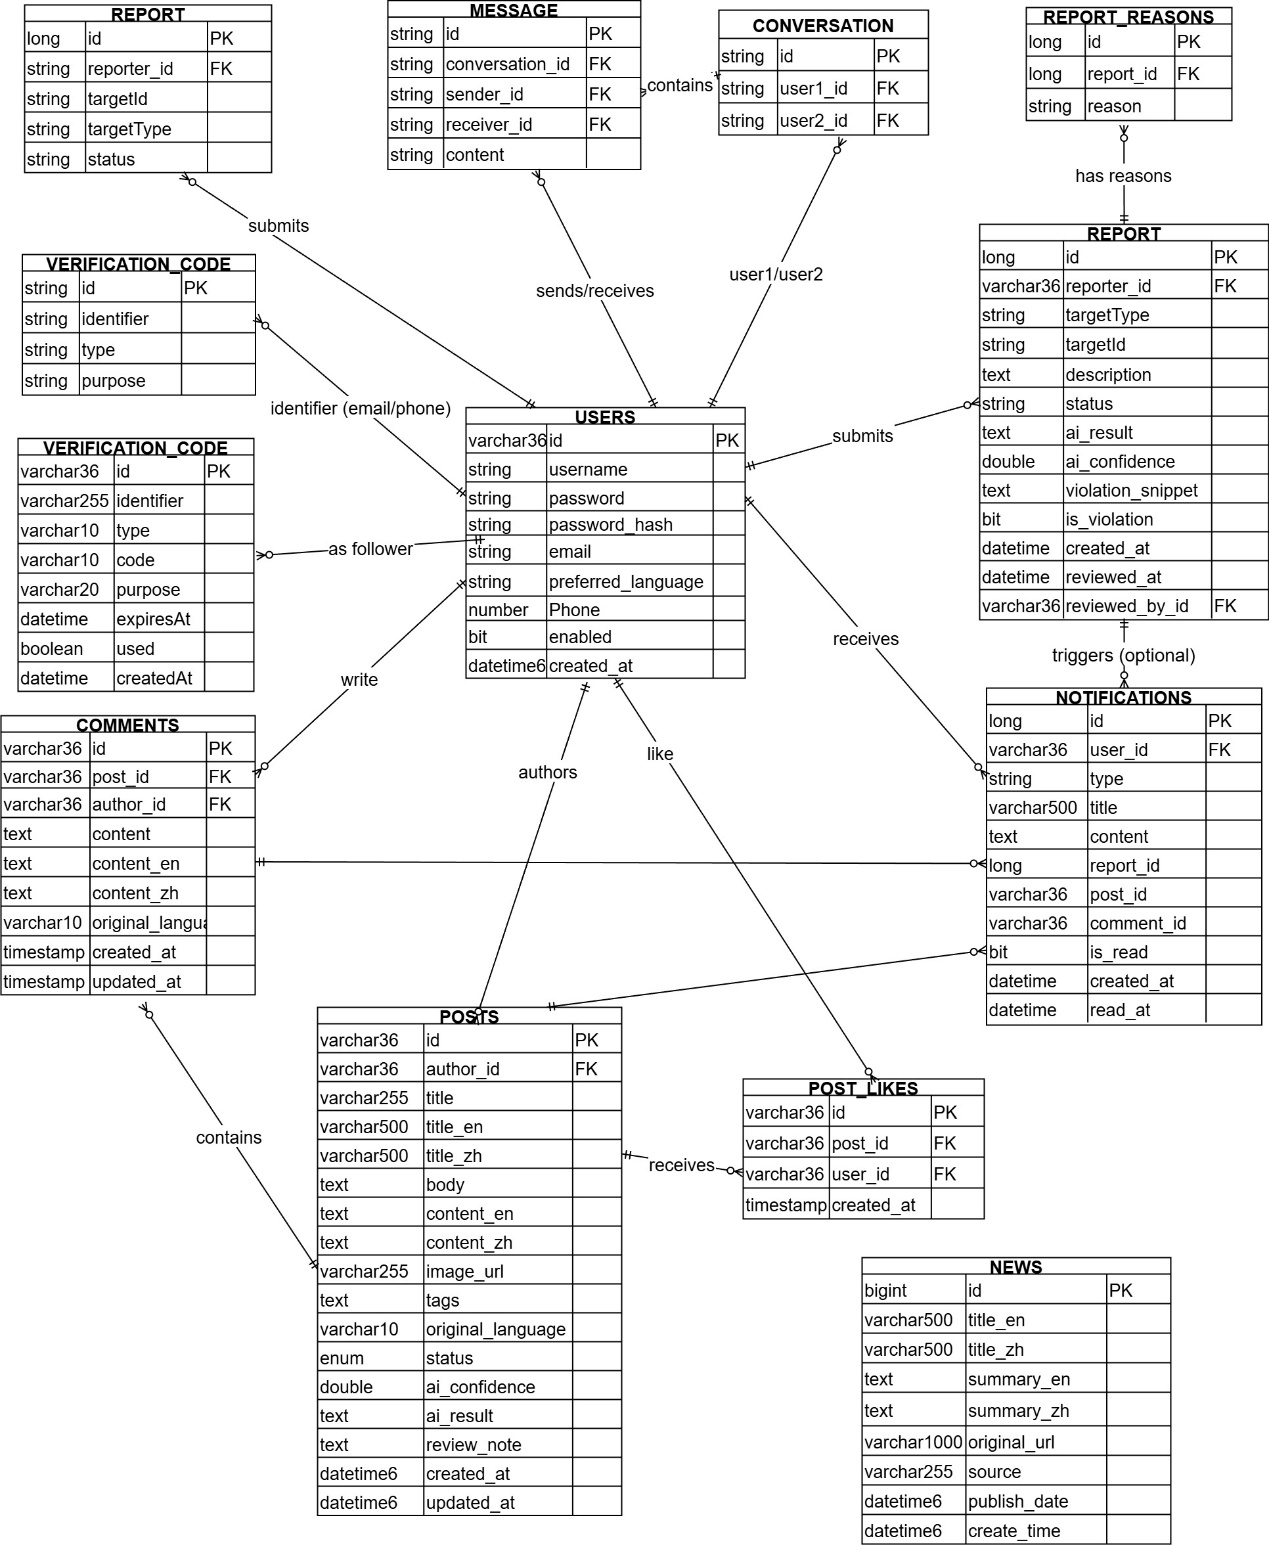 REPORT
long id PK
string reporter_id FK
string targetId
string targetType
string status
MESSAGE
string id PK
string conversation_id FK
string sender_id FK
string receiver_id FK
string content
contains
CONVERSATION
string id PK
string user1_id FK
string user2_id FK
REPORT_REASONS
long id PK
long report_id FK
string reason
has reasons
submits
sends/receives
user1/user2
VERIFICATION_CODE
string id PK
string identifier
string type
string purpose
identifier (email/phone)
REPORT
long id PK
varchar36 reporter_id FK
string targetType
string targetId
text description
string status
text ai_result
double ai_confidence
text violation_snippet
bit is_violation
datetime created_at
datetime reviewed_at
varchar36 reviewed_by_id FK
submits
USERS
varchar36 id PK
string username
string password
string password_hash
string email
string preferred_language
number Phone
bit enabled
datetime6 created_at
VERIFICATION_CODE
varchar36 id PK
varchar255 identifier
varchar10 type
varchar10 code
varchar20 purpose
datetime expiresAt
boolean used
datetime createdAt
as follower
write
receives
triggers (optional)
authors
like
COMMENTS
varchar36 id PK
varchar36 post_id FK
varchar36 author_id FK
text content
text content_en
text content_zh
varchar10 original_langua
timestamp created_at
timestamp updated_at
NOTIFICATIONS
long id PK
varchar36 user_id FK
string type
varchar500 title
text content
long report_id
varchar36 post_id
varchar36 comment_id
bit is_read
datetime created_at
datetime read_at
contains
POSTS
varchar36 id PK
varchar36 author_id FK
varchar255 title
varchar500 title_en
varchar500 title_zh
text body
text content_en
text content_zh
varchar255 image_url
text tags
varchar10 original_language
enum status
double ai_confidence
text ai_result
text review_note
datetime6 created_at
datetime6 updated_at
receives
POST_LIKES
varchar36 id PK
varchar36 post_id FK
varchar36 user_id FK
timestamp created_at
NEWS
bigint id PK
varchar500 title_en
varchar500 title_zh
text summary_en
text summary_zh
varchar1000 original_url
varchar255 source
datetime6 publish_date
datetime6 create_time